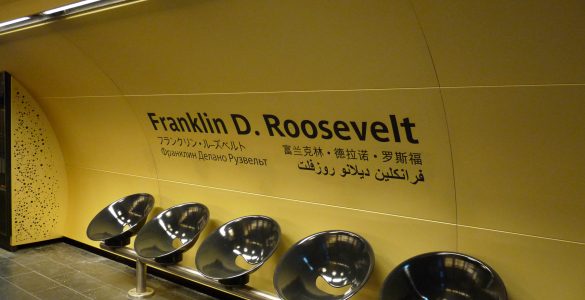 Franklin D. Roosevelt
フランクリン・ルーズベルト
富兰克林・德拉诺・罗斯福
Франклин Делано Рузвельт
فرانكلين ديلانو روزفلت